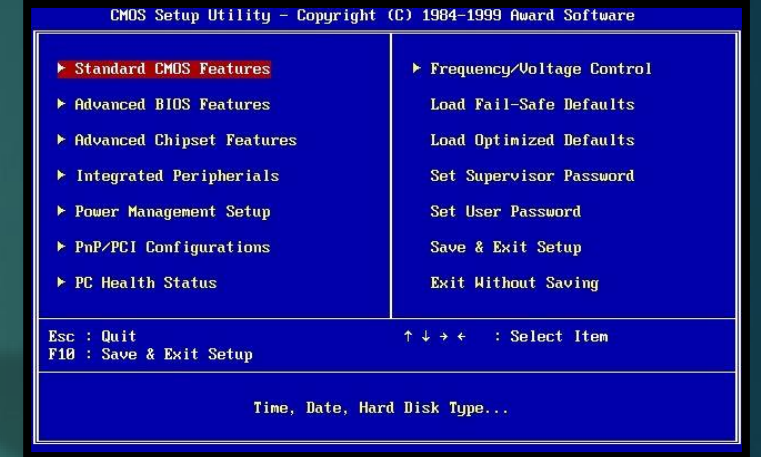 CMOS Setup Utility - Copyright (C) 1984-1999 Award Software
▶ Standard CMOS Features
▶ Advanced BIOS Features
▶ Advanced Chipset Features
▶ Integrated Peripherials
▶ Power Management Setup
▶ PnP/PCI Configurations
▶ PC Health Status
▶ Frequency/Voltage Control
Load Fail-Safe Defaults
Load Optimized Defaults
Set Supervisor Password
Set User Password
Save & Exit Setup
Exit Without Saving
Esc : Quit
F10 : Save & Exit Setup
↑ ↓ → ← : Select Item
Time, Date, Hard Disk Type...